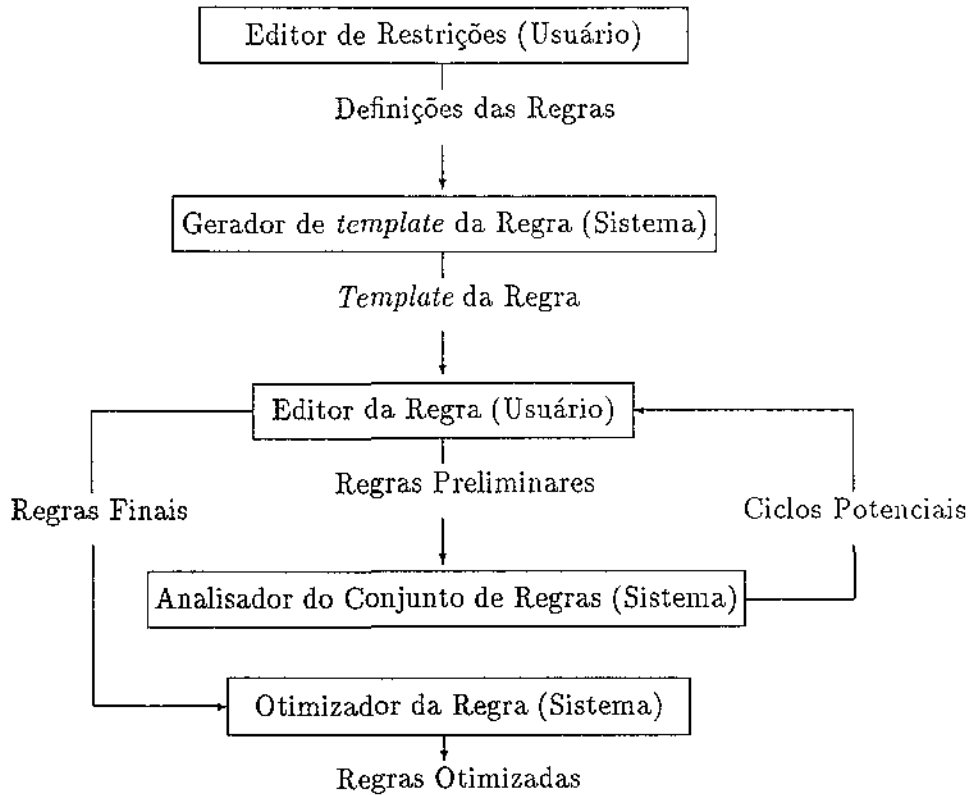 Editor de Restrições (Usuário)
Definições das Regras
Gerador de template da Regra (Sistema)
Template da Regra
Editor da Regra (Usuário)
Regras Preliminares
Regras Finais
Ciclos Potenciais
Analisador do Conjunto de Regras (Sistema)
Otimizador da Regra (Sistema)
Regras Otimizadas